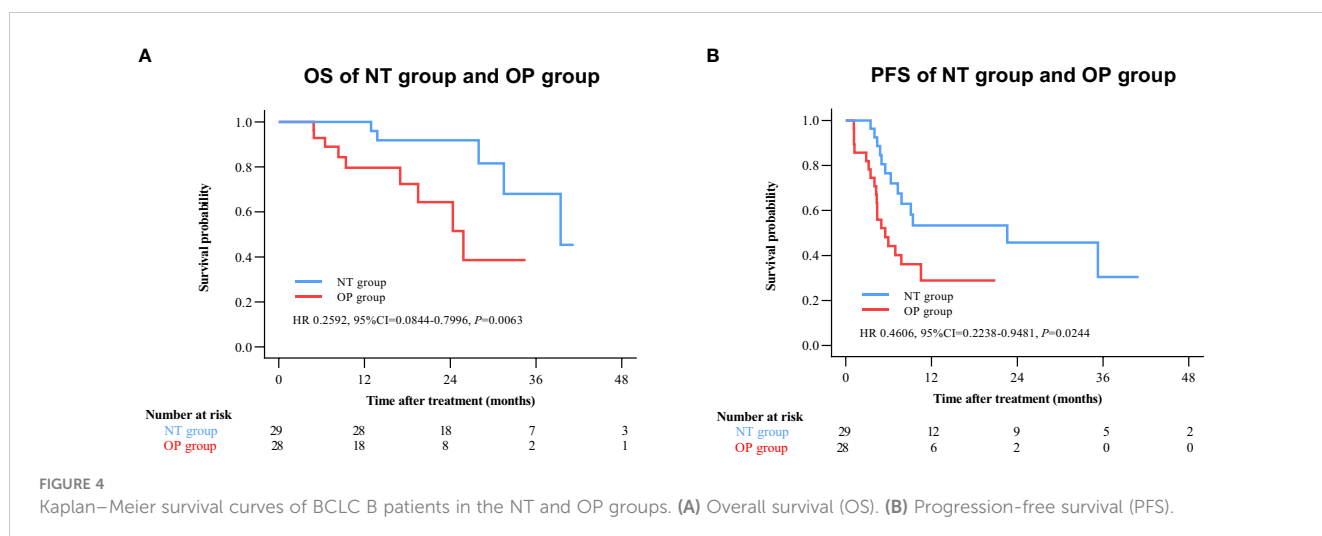 A
OS of NT group and OP group
Survival probability
1.0
0.8
0.6
0.4
0.2
0.0
NT group
OP group
HR 0.2592, 95%CI=0.0844-0.7996, P=0.0063
0 12 24 36 48
Time after treatment (months)
Number at risk
NT group 29 28 18 7 3
OP group 28 18 8 2 1
B
PFS of NT group and OP group
Survival probability
1.0
0.8
0.6
0.4
0.2
0.0
NT group
OP group
HR 0.4606, 95%CI=0.2238-0.9481, P=0.0244
0 12 24 36 48
Time after treatment (months)
Number at risk
NT group 29 12 9 5 2
OP group 28 6 2 0 0
FIGURE 4
Kaplan–Meier survival curves of BCLC B patients in the NT and OP groups. (A) Overall survival (OS). (B) Progression-free survival (PFS).